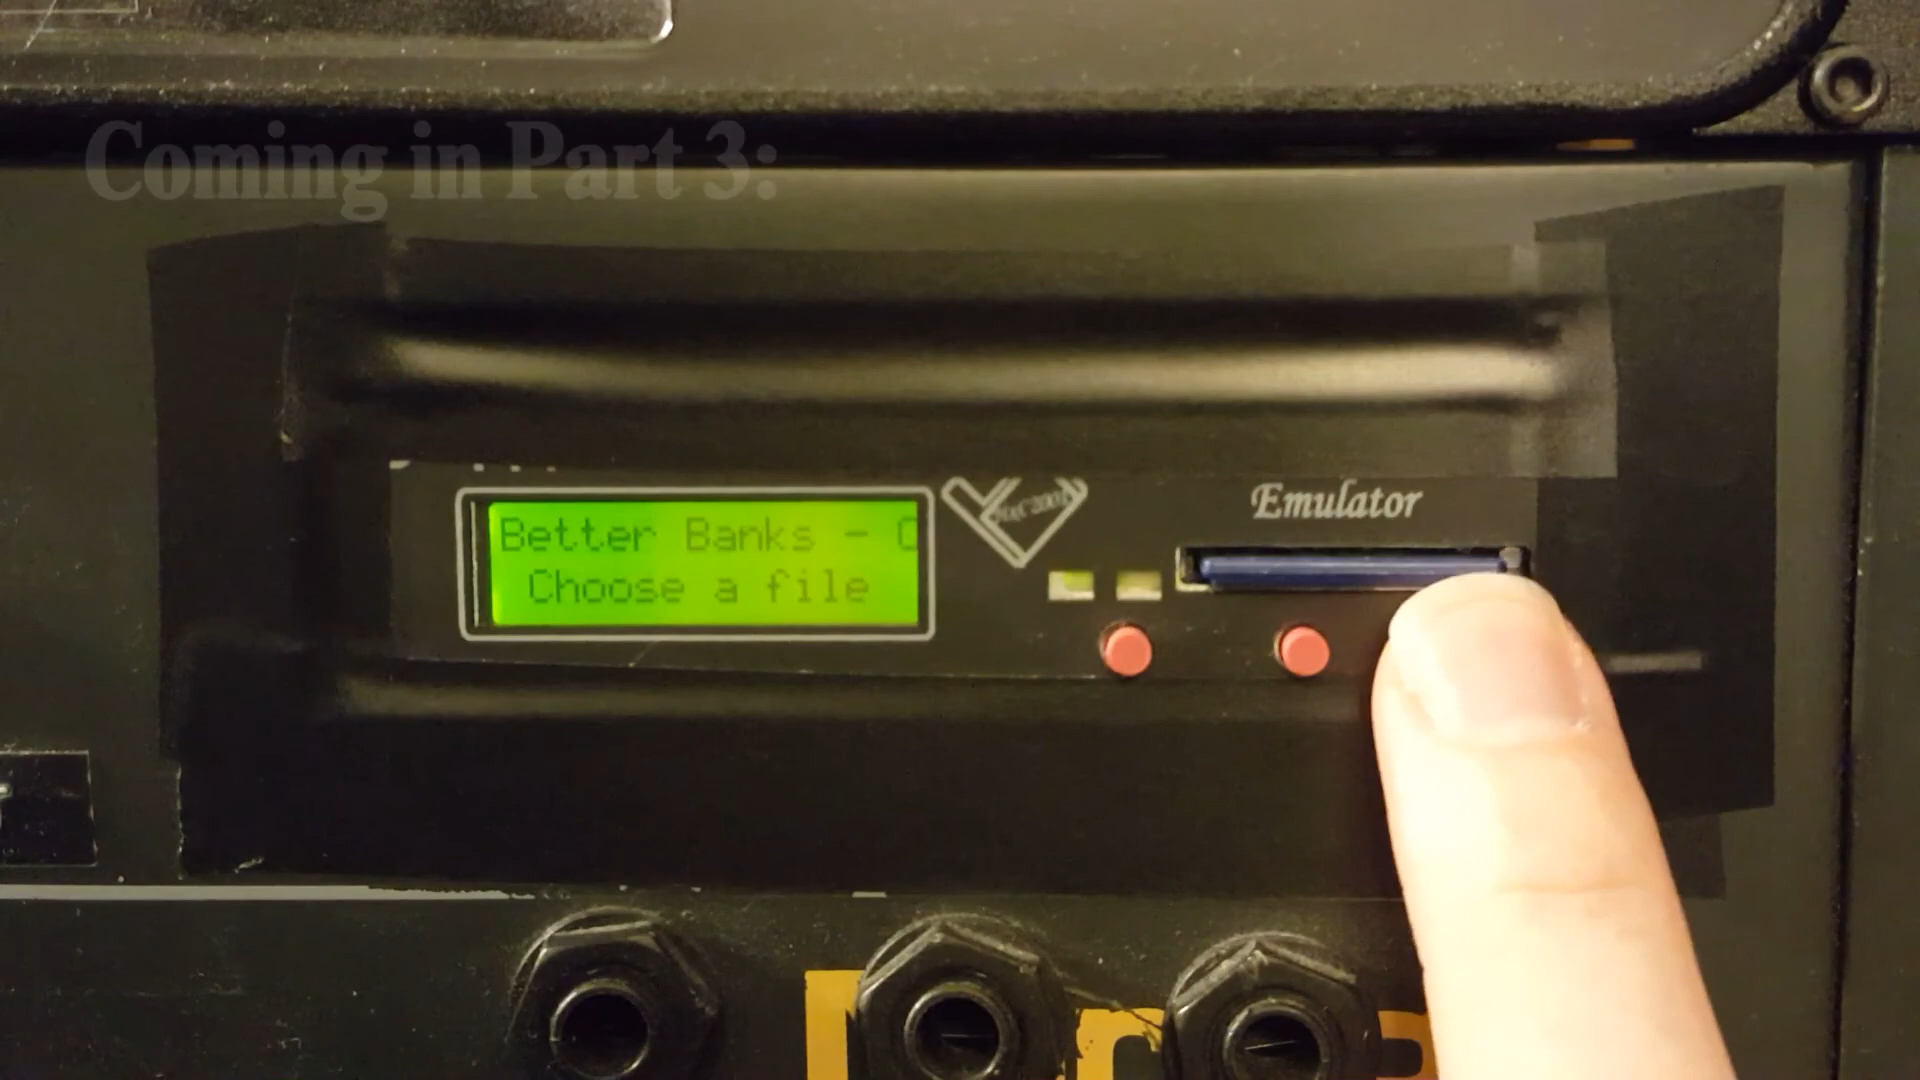 Coming in Part 3:
Emulator
Better Banks - C
Choose a file